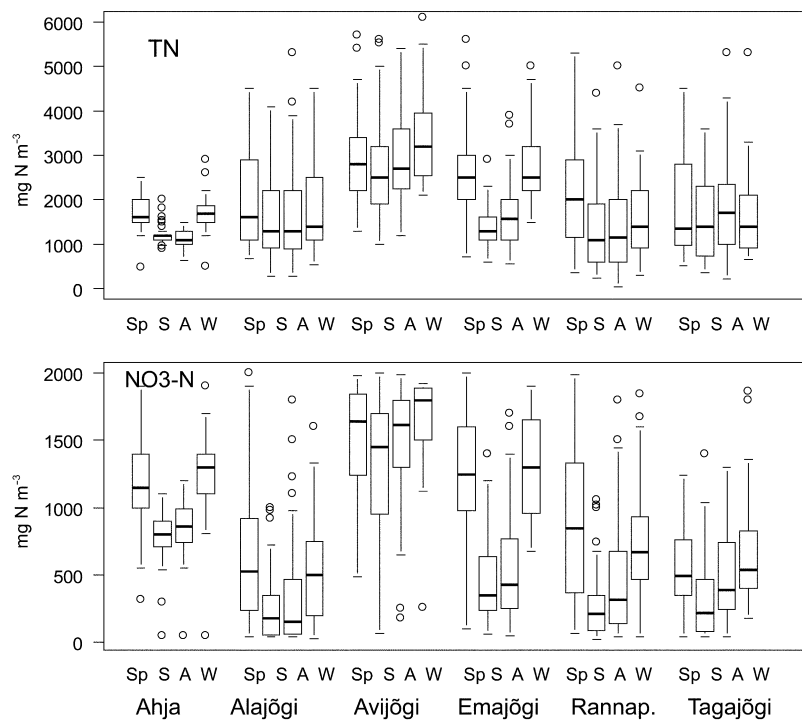 TN
mg N m⁻³
6000
5000
4000
3000
2000
1000
0
Sp S A W Sp S A W Sp S A W Sp S A W Sp S A W Sp S A W
NO3-N
mg N m⁻³
2000
1500
1000
500
0
Sp S A W Sp S A W Sp S A W Sp S A W Sp S A W Sp S A W
Ahja Alajõgi Avijõgi Emajõgi Rannap. Tagajõgi